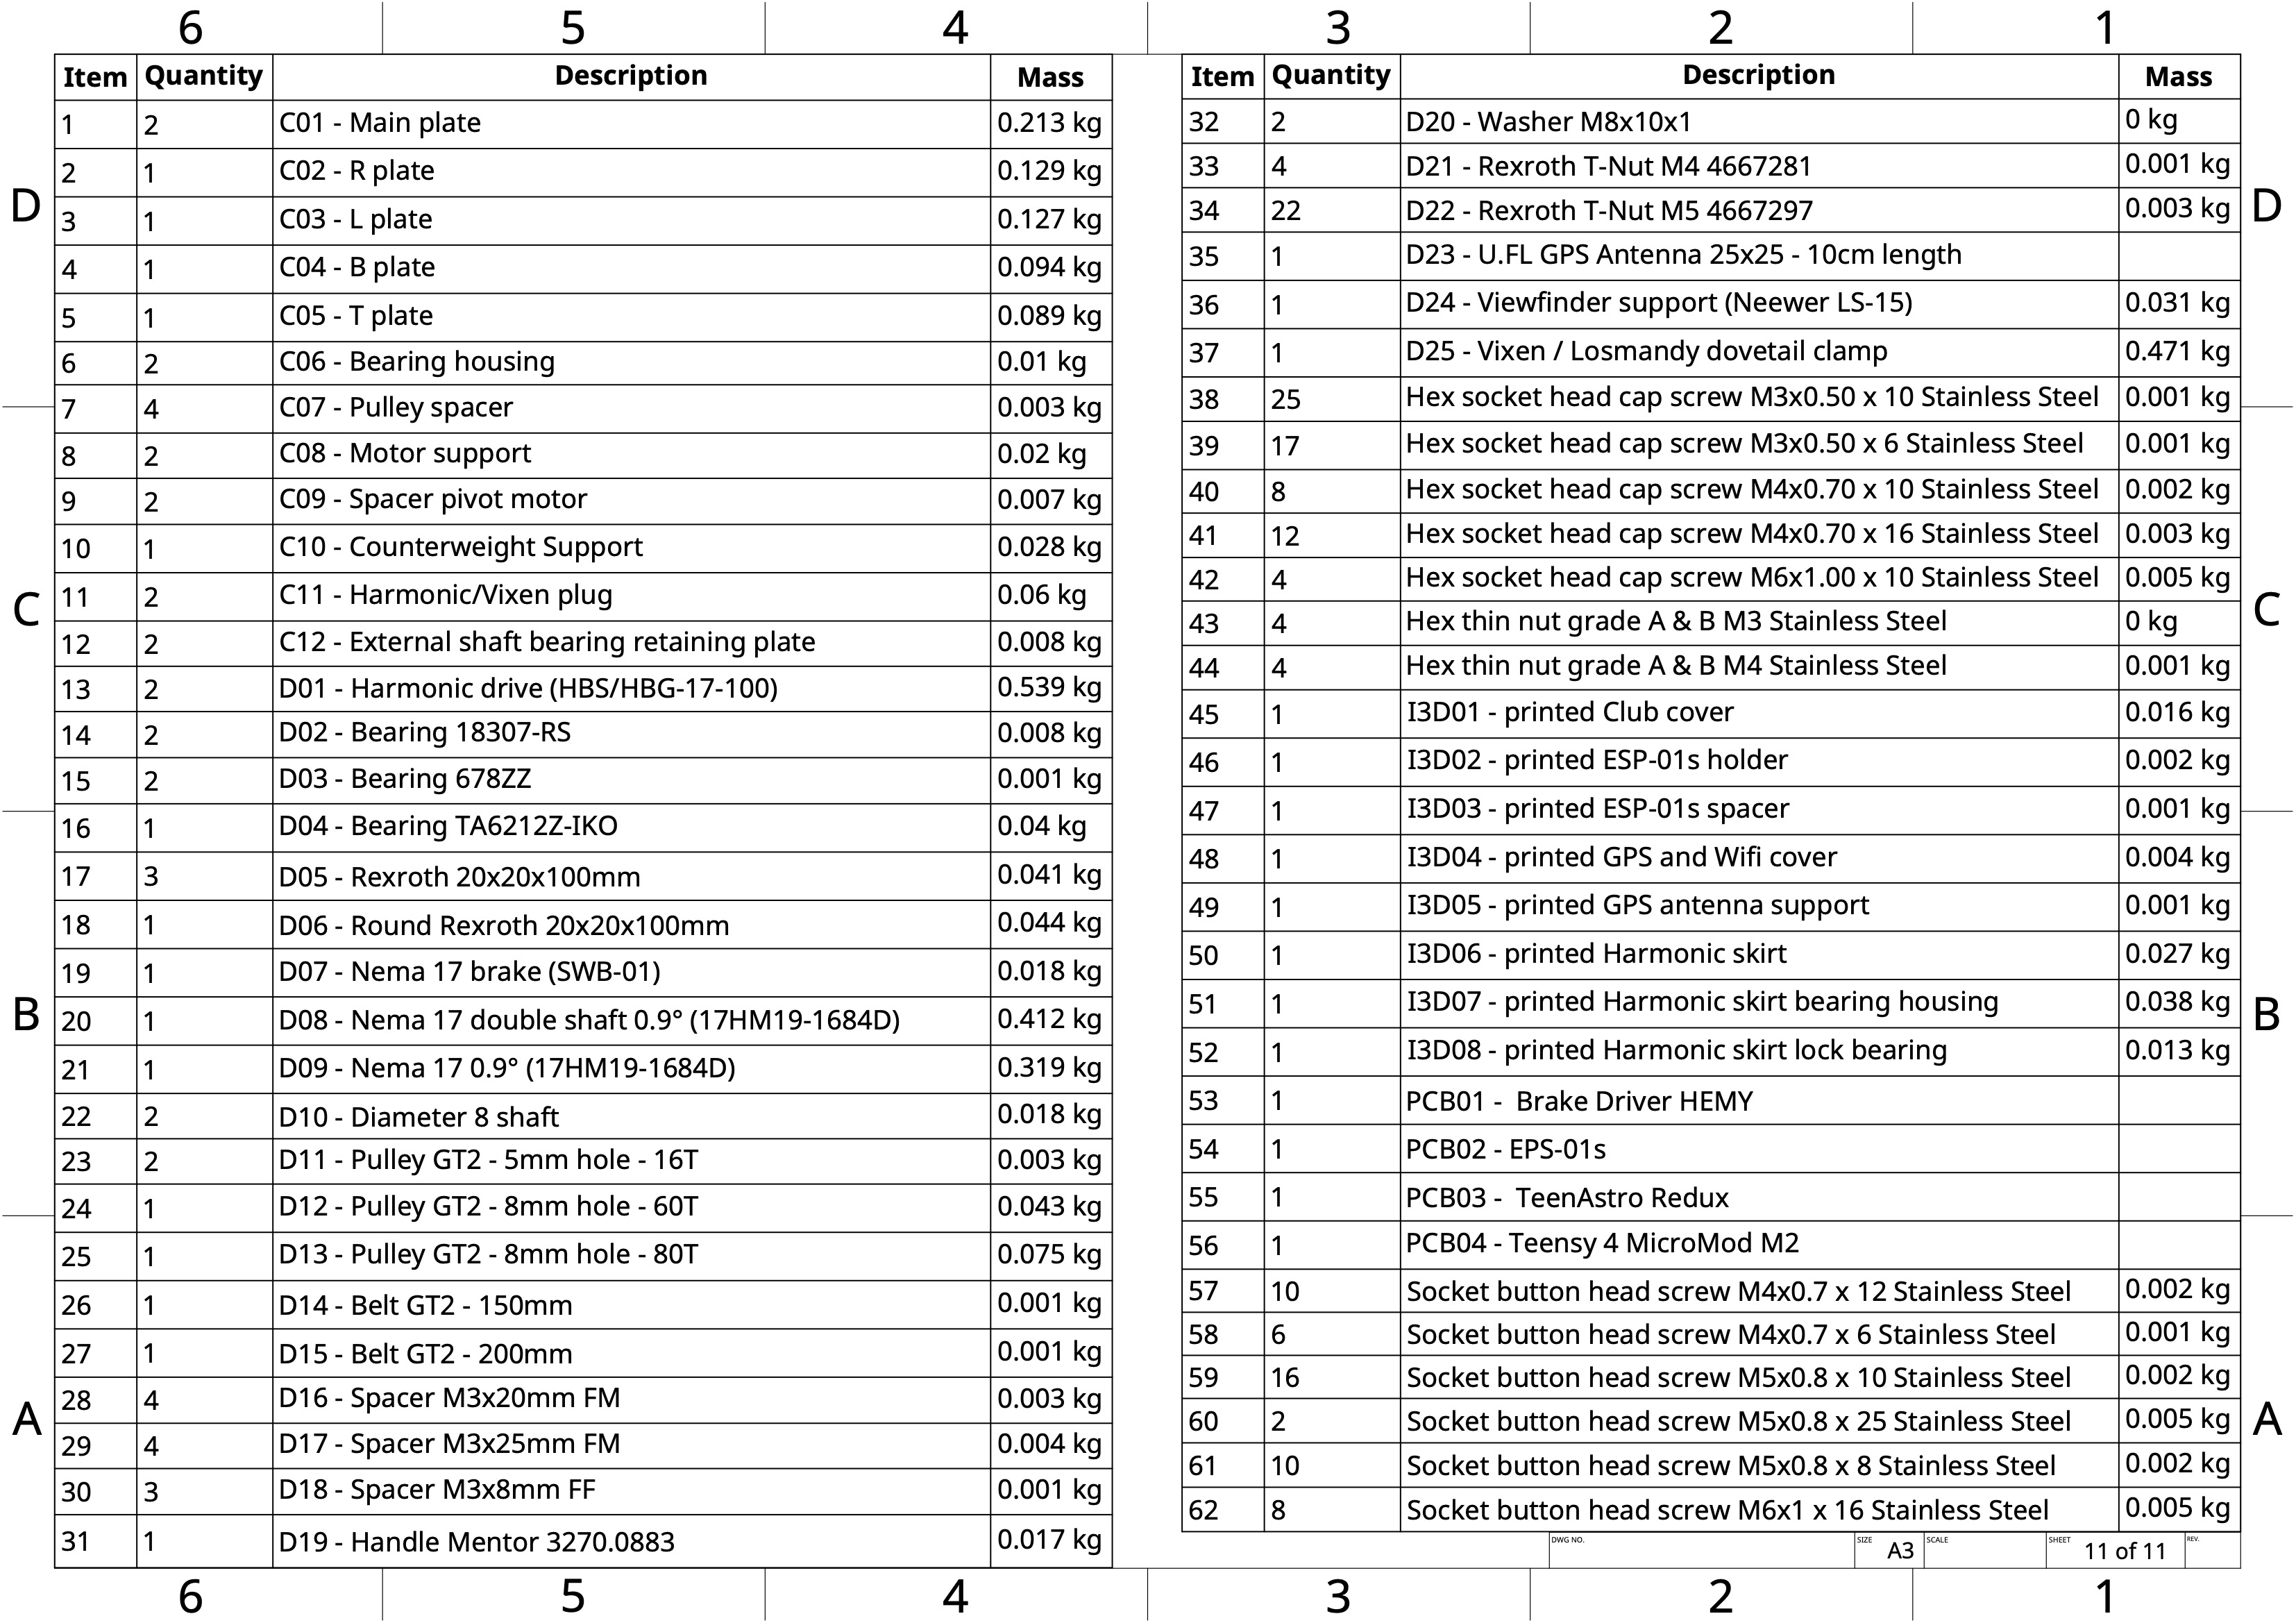 6 5 4 3 2 1
Item Quantity Description Mass
1 2 C01 - Main plate 0.213 kg
2 1 C02 - R plate 0.129 kg
3 1 C03 - L plate 0.127 kg
4 1 C04 - B plate 0.094 kg
5 1 C05 - T plate 0.089 kg
6 2 C06 - Bearing housing 0.01 kg
7 4 C07 - Pulley spacer 0.003 kg
8 2 C08 - Motor support 0.02 kg
9 2 C09 - Spacer pivot motor 0.007 kg
10 1 C10 - Counterweight Support 0.028 kg
11 2 C11 - Harmonic/Vixen plug 0.06 kg
12 2 C12 - External shaft bearing retaining plate 0.008 kg
13 2 D01 - Harmonic drive (HBS/HBG-17-100) 0.539 kg
14 2 D02 - Bearing 18307-RS 0.008 kg
15 2 D03 - Bearing 678ZZ 0.001 kg
16 1 D04 - Bearing TA6212Z-IKO 0.04 kg
17 3 D05 - Rexroth 20x20x100mm 0.041 kg
18 1 D06 - Round Rexroth 20x20x100mm 0.044 kg
19 1 D07 - Nema 17 brake (SWB-01) 0.018 kg
20 1 D08 - Nema 17 double shaft 0.9° (17HM19-1684D) 0.412 kg
21 1 D09 - Nema 17 0.9° (17HM19-1684D) 0.319 kg
22 2 D10 - Diameter 8 shaft 0.018 kg
23 2 D11 - Pulley GT2 - 5mm hole - 16T 0.003 kg
24 1 D12 - Pulley GT2 - 8mm hole - 60T 0.043 kg
25 1 D13 - Pulley GT2 - 8mm hole - 80T 0.075 kg
26 1 D14 - Belt GT2 - 150mm 0.001 kg
27 1 D15 - Belt GT2 - 200mm 0.001 kg
28 4 D16 - Spacer M3x20mm FM 0.003 kg
29 4 D17 - Spacer M3x25mm FM 0.004 kg
30 3 D18 - Spacer M3x8mm FF 0.001 kg
31 1 D19 - Handle Mentor 3270.0883 0.017 kg
Item Quantity Description Mass
32 2 D20 - Washer M8x10x1 0 kg
33 4 D21 - Rexroth T-Nut M4 4667281 0.001 kg
34 22 D22 - Rexroth T-Nut M5 4667297 0.003 kg
35 1 D23 - U.FL GPS Antenna 25x25 - 10cm length
36 1 D24 - Viewfinder support (Neewer LS-15) 0.031 kg
37 1 D25 - Vixen / Losmandy dovetail clamp 0.471 kg
38 25 Hex socket head cap screw M3x0.50 x 10 Stainless Steel 0.001 kg
39 17 Hex socket head cap screw M3x0.50 x 6 Stainless Steel 0.001 kg
40 8 Hex socket head cap screw M4x0.70 x 10 Stainless Steel 0.002 kg
41 12 Hex socket head cap screw M4x0.70 x 16 Stainless Steel 0.003 kg
42 4 Hex socket head cap screw M6x1.00 x 10 Stainless Steel 0.005 kg
43 4 Hex thin nut grade A & B M3 Stainless Steel 0 kg
44 4 Hex thin nut grade A & B M4 Stainless Steel 0.001 kg
45 1 I3D01 - printed Club cover 0.016 kg
46 1 I3D02 - printed ESP-01s holder 0.002 kg
47 1 I3D03 - printed ESP-01s spacer 0.001 kg
48 1 I3D04 - printed GPS and Wifi cover 0.004 kg
49 1 I3D05 - printed GPS antenna support 0.001 kg
50 1 I3D06 - printed Harmonic skirt 0.027 kg
51 1 I3D07 - printed Harmonic skirt bearing housing 0.038 kg
52 1 I3D08 - printed Harmonic skirt lock bearing 0.013 kg
53 1 PCB01 - Brake Driver HEMY
54 1 PCB02 - EPS-01s
55 1 PCB03 - TeenAstro Redux
56 1 PCB04 - Teensy 4 MicroMod M2
57 10 Socket button head screw M4x0.7 x 12 Stainless Steel 0.002 kg
58 6 Socket button head screw M4x0.7 x 6 Stainless Steel 0.001 kg
59 16 Socket button head screw M5x0.8 x 10 Stainless Steel 0.002 kg
60 2 Socket button head screw M5x0.8 x 25 Stainless Steel 0.005 kg
61 10 Socket button head screw M5x0.8 x 8 Stainless Steel 0.002 kg
62 8 Socket button head screw M6x1 x 16 Stainless Steel 0.005 kg
D D
C C
B B
A A
DWG NO. SIZE A3 SCALE SHEET 11 of 11 REV.
6 5 4 3 2 1